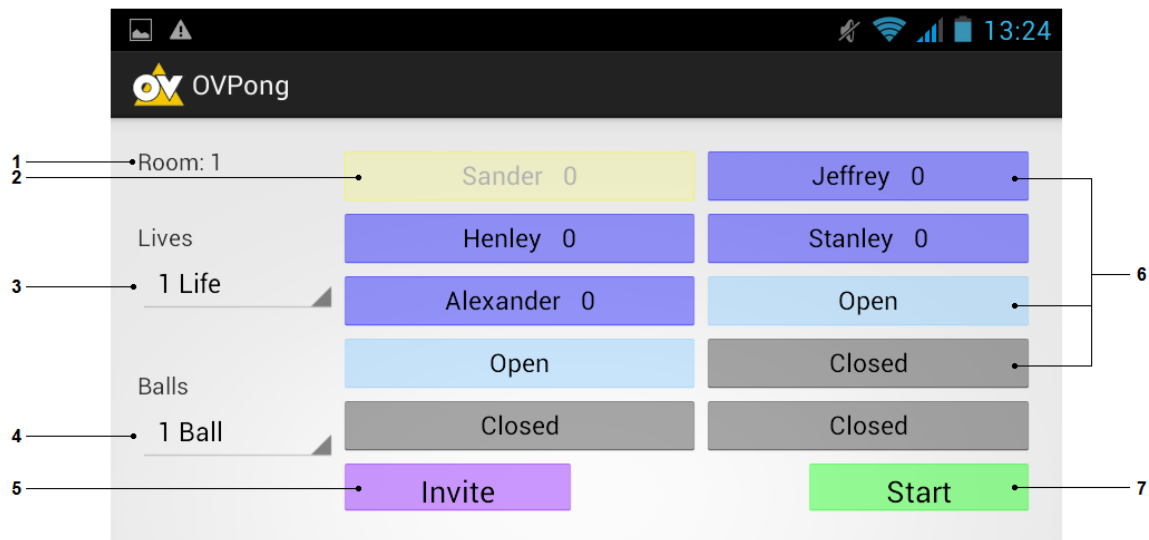 13:24
OV OVPong
1 Room: 1
2 Sander 0 Jeffrey 0
Lives Henley 0 Stanley 0
3 1 Life 6
Alexander 0 Open
Open Closed
Balls
4 1 Ball Closed Closed
5 Invite Start 7